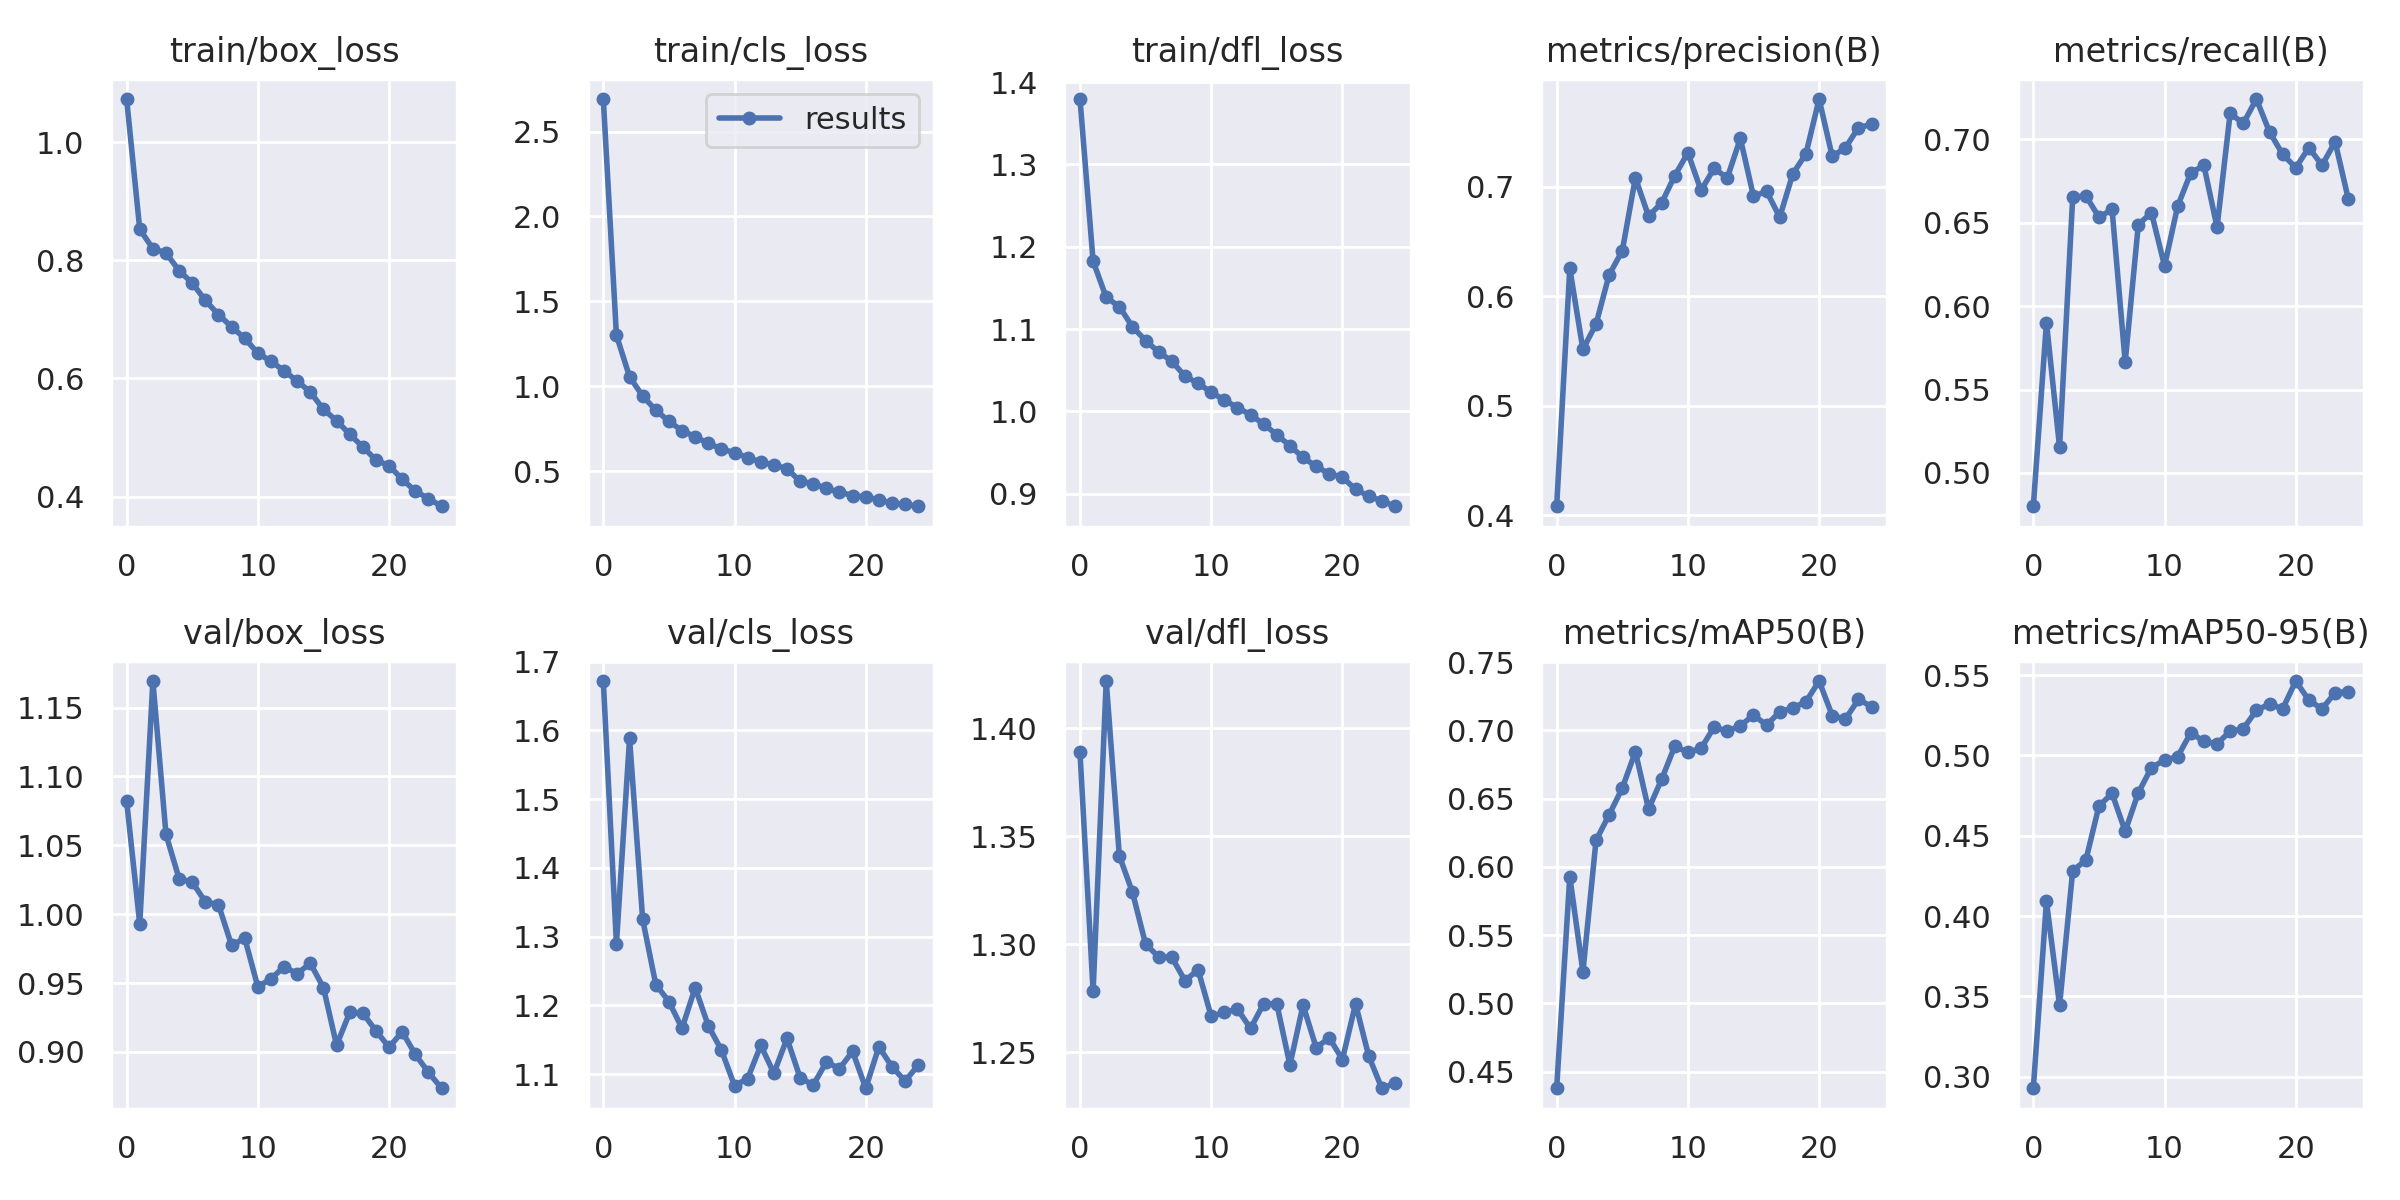 train/box_loss
1.0
0.8
0.6
0.4
0 10 20
train/cls_loss
results
2.5
2.0
1.5
1.0
0.5
0 10 20
train/dfl_loss
1.4
1.3
1.2
1.1
1.0
0.9
0 10 20
metrics/precision(B)
0.7
0.6
0.5
0.4
0 10 20
metrics/recall(B)
0.70
0.65
0.60
0.55
0.50
0 10 20
val/box_loss
1.15
1.10
1.05
1.00
0.95
0.90
0 10 20
val/cls_loss
1.7
1.6
1.5
1.4
1.3
1.2
1.1
0 10 20
val/dfl_loss
1.40
1.35
1.30
1.25
0 10 20
metrics/mAP50(B)
0.75
0.70
0.65
0.60
0.55
0.50
0.45
0 10 20
metrics/mAP50-95(B)
0.55
0.50
0.45
0.40
0.35
0.30
0 10 20